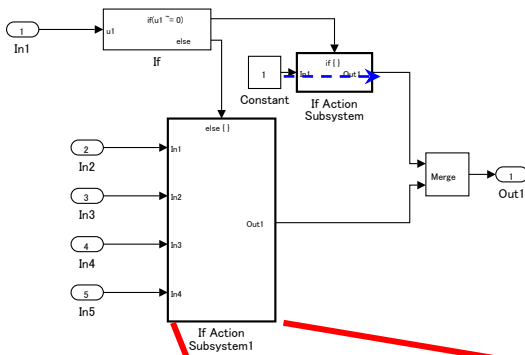 1
In1
u1
if(u1 ~= 0)
else
If
1
Constant
if { }
In1
Out1
If Action
Subsystem
else { }
2
In2
In1
3
In3
In2
4
In4
In3
5
In5
In4
Out1
If Action
Subsystem1
Merge
1
Out1